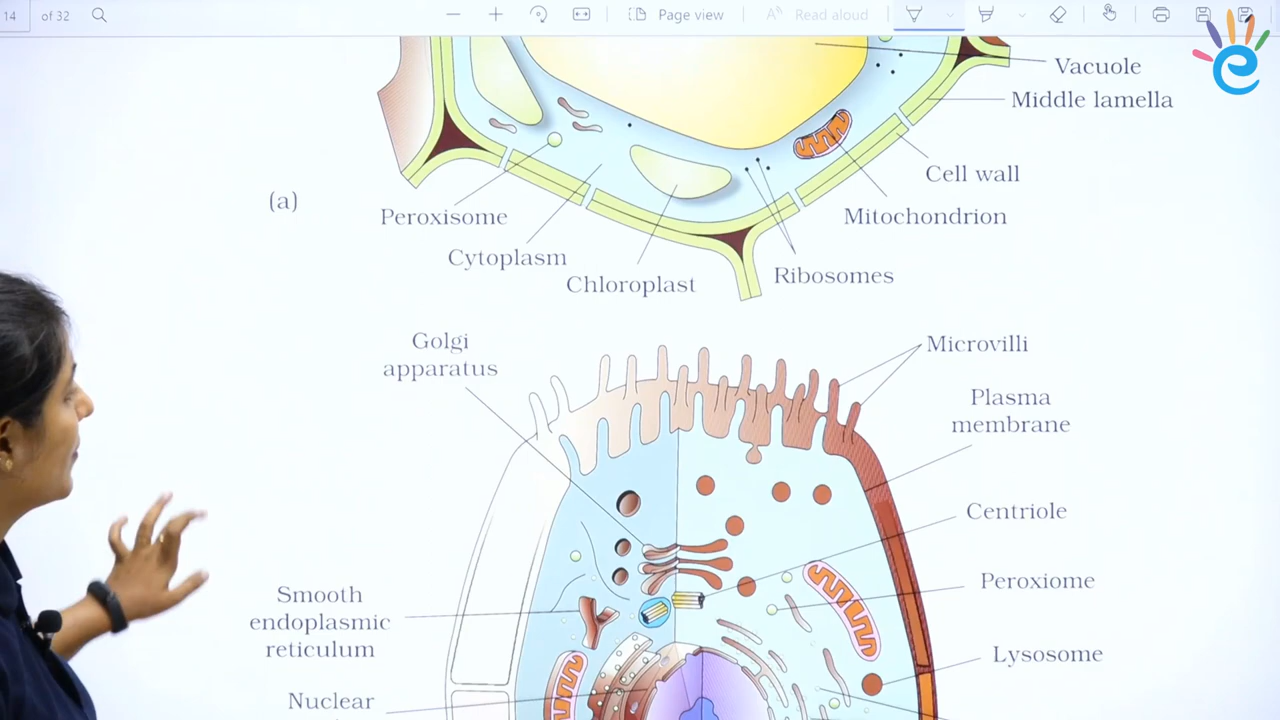 14 of 32
Page view
Read aloud
Vacuole
Middle lamella
Cell wall
Mitochondrion
(a)
Peroxisome
Cytoplasm
Chloroplast
Ribosomes
Golgi
apparatus
Microvilli
Plasma
membrane
Centriole
Smooth
endoplasmic
reticulum
Peroxiome
Lysosome
Nuclear